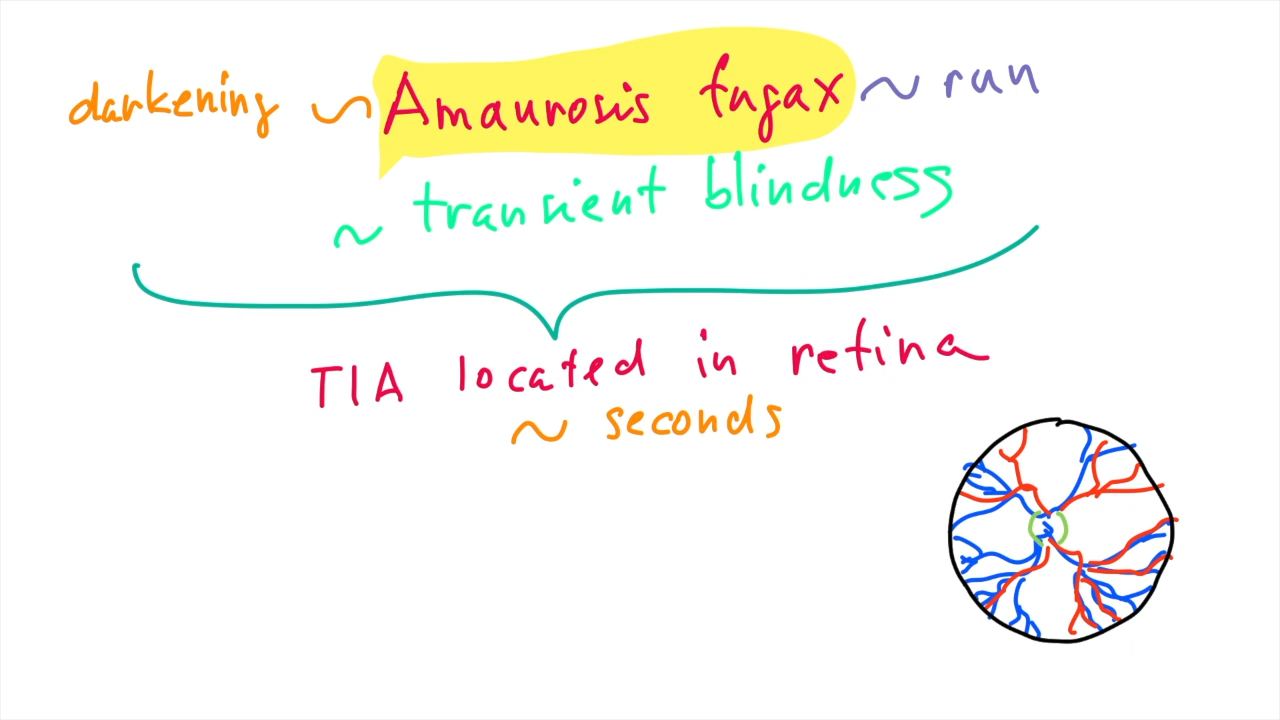 darkening ~ Amaurosis fugax ~ run
~ transient blindness
TIA located in retina
~ seconds